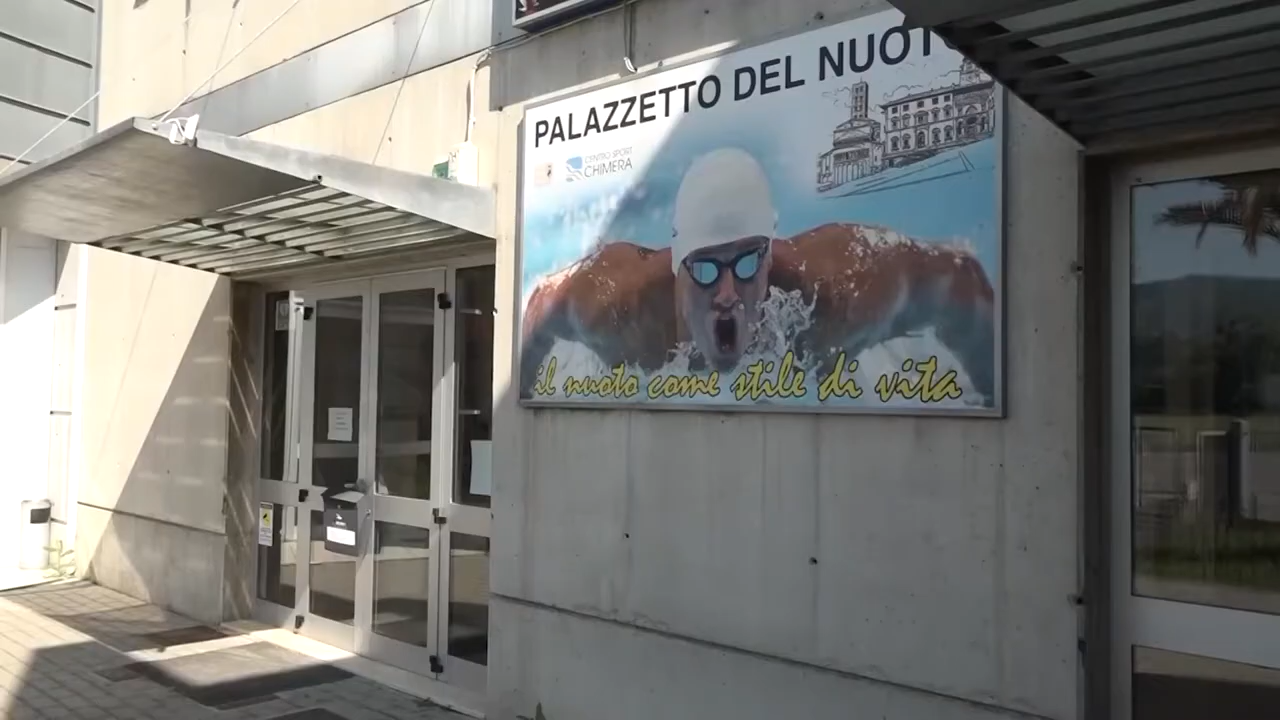 PALAZZETTO DEL NUOTO
CENTRO SPORT
CHIMERA
il nuoto come stile di vita